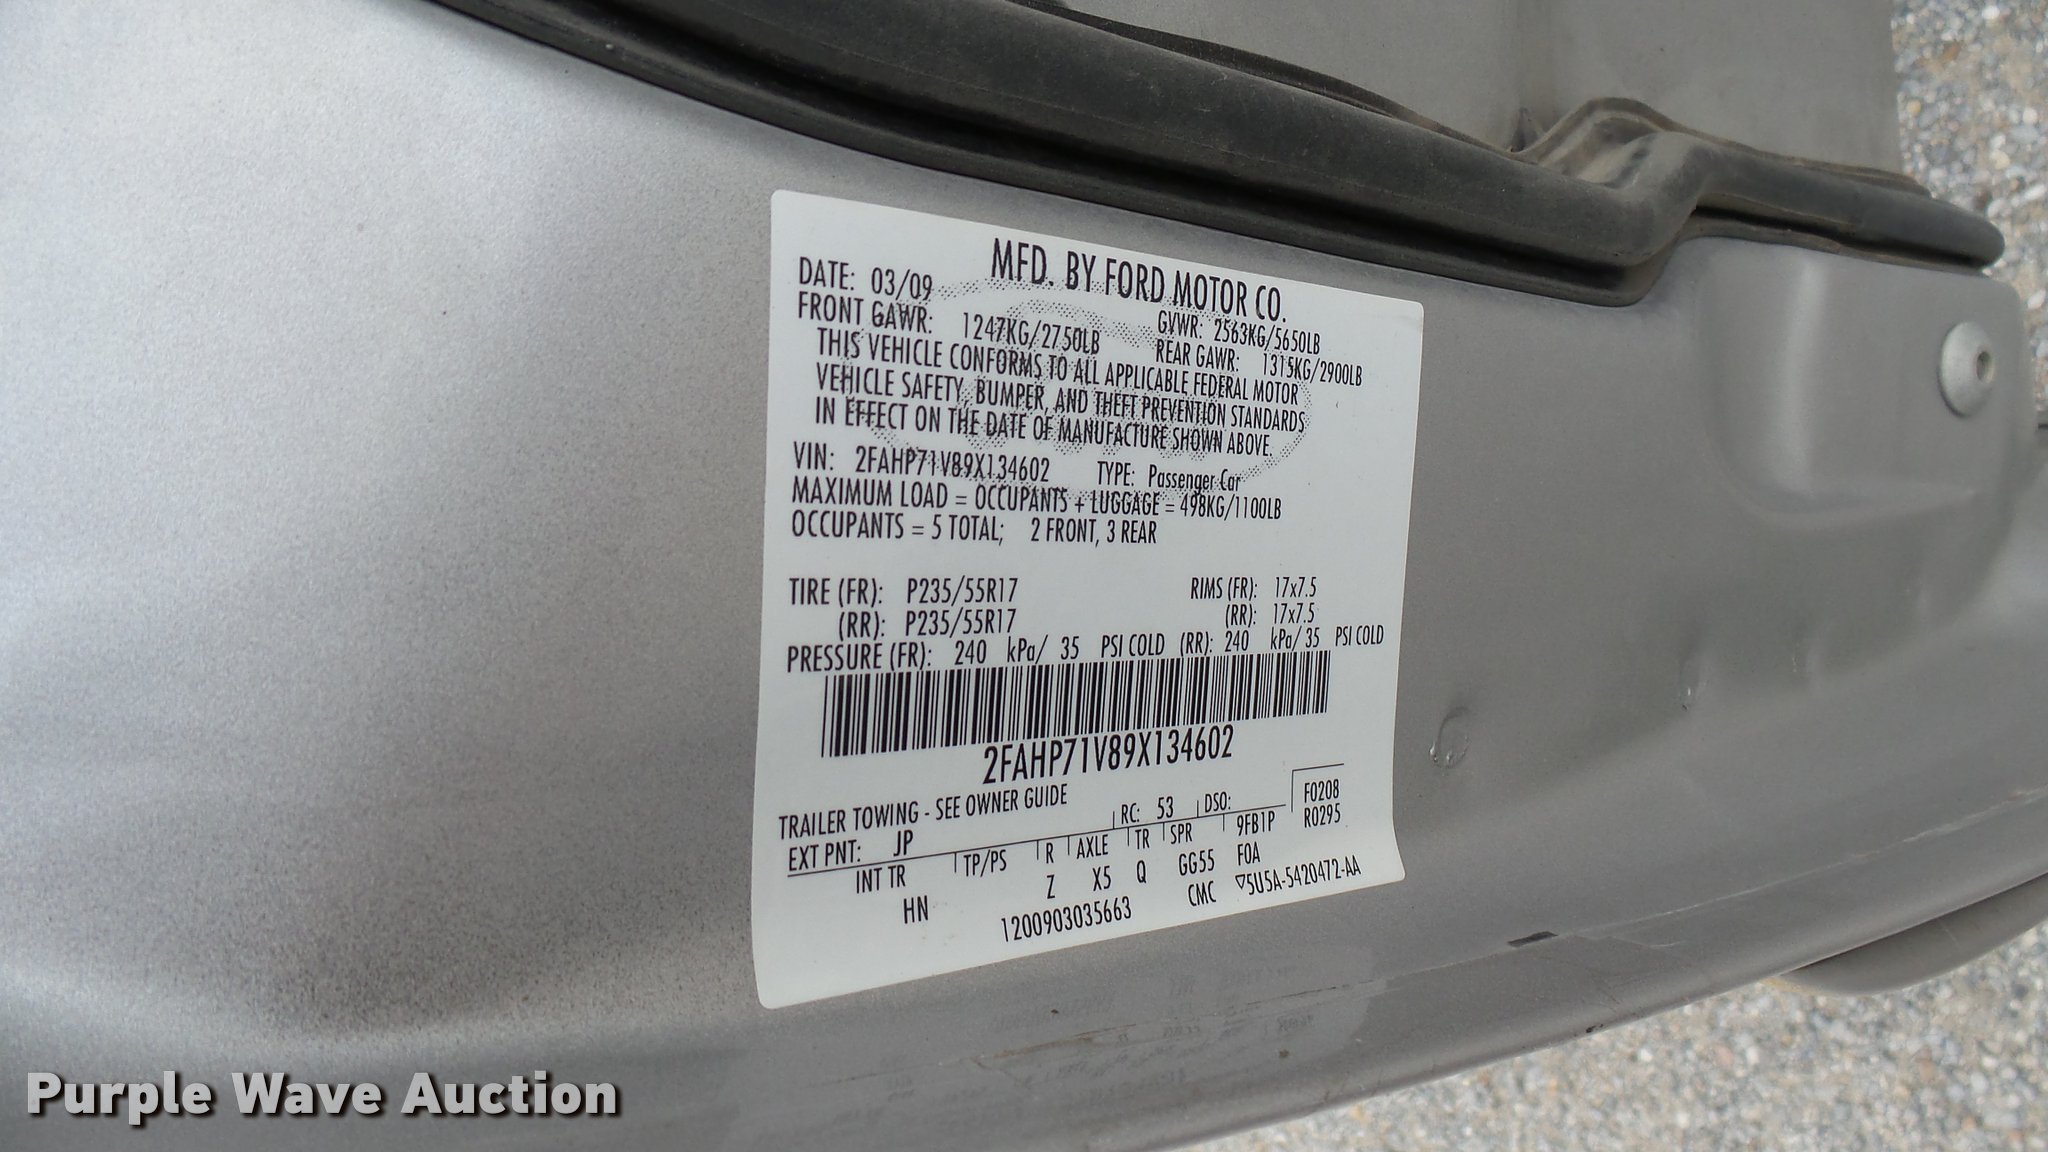 MFD. BY FORD MOTOR CO.
DATE: 03/09 GVWR: 2563KG/5650LB
FRONT GAWR: 1247KG/2750LB REAR GAWR: 1315KG/2900LB
THIS VEHICLE CONFORMS TO ALL APPLICABLE FEDERAL MOTOR
VEHICLE SAFETY, BUMPER, AND THEFT PREVENTION STANDARDS
IN EFFECT ON THE DATE OF MANUFACTURE SHOWN ABOVE.
VIN: 2FAHP71V89X134602 TYPE: Passenger Car
MAXIMUM LOAD = OCCUPANTS + LUGGAGE = 498KG/1100LB
OCCUPANTS = 5 TOTAL; 2 FRONT, 3 REAR
TIRE (FR): P235/55R17 RIMS (FR): 17x7.5
(RR): P235/55R17 (RR): 17x7.5
PRESSURE (FR): 240 kPa/ 35 PSI COLD (RR): 240 kPa/ 35 PSI COLD
2FAHP71V89X134602
TRAILER TOWING - SEE OWNER GUIDE F0208
EXT PNT: JP RC: 53 DSO: R0295
INT TR TP/PS R AXLE TR SPR 9FB1P
HN Z X5 Q GG55 F0A
1200903035663 CMC ▽5U5A-5420472-AA
Purple Wave Auction